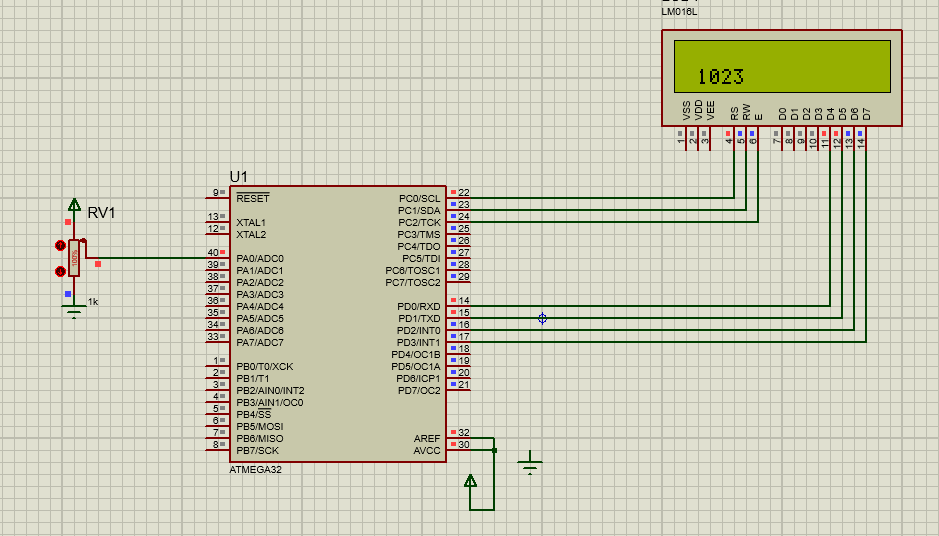 LM016L
1023
VSS
VDD
VEE
RS
RW
E
D0
D1
D2
D3
D4
D5
D6
D7
1
2
3
4
5
6
7
8
9
10
11
12
13
14
U1
9 RESET
13 XTAL1
12 XTAL2
40 PA0/ADC0
39 PA1/ADC1
38 PA2/ADC2
37 PA3/ADC3
36 PA4/ADC4
35 PA5/ADC5
34 PA6/ADC6
33 PA7/ADC7
1 PB0/T0/XCK
2 PB1/T1
3 PB2/AIN0/INT2
4 PB3/AIN1/OC0
5 PB4/SS
6 PB5/MOSI
7 PB6/MISO
8 PB7/SCK
PC0/SCL 22
PC1/SDA 23
PC2/TCK 24
PC3/TMS 25
PC4/TDO 26
PC5/TDI 27
PC6/TOSC1 28
PC7/TOSC2 29
PD0/RXD 14
PD1/TXD 15
PD2/INT0 16
PD3/INT1 17
PD4/OC1B 18
PD5/OC1A 19
PD6/ICP1 20
PD7/OC2 21
AREF 32
AVCC 30
ATMEGA32
RV1
100%
1k